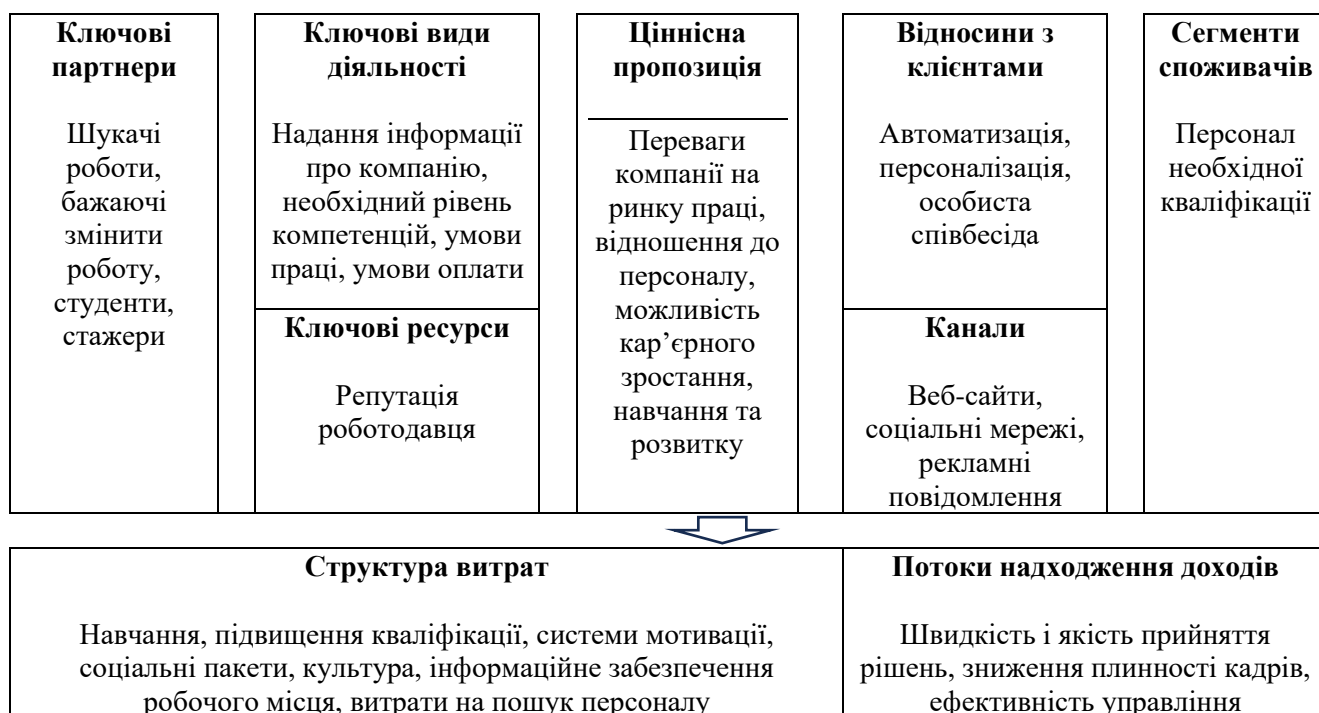 Ключові
партнери
Шукачі
роботи,
бажаючі
змінити
роботу,
студенти,
стажери
Ключові види
діяльності
Надання інформації
про компанію,
необхідний рівень
компетенцій, умови
праці, умови оплати
Ключові ресурси
Репутація
роботодавця
Ціннісна
пропозиція
Переваги
компанії на
ринку праці,
відношення до
персоналу,
можливість
кар’єрного
зростання,
навчання та
розвитку
Відносини з
клієнтами
Автоматизація,
персоналізація,
особиста
співбесіда
Канали
Веб-сайти,
соціальні мережі,
рекламні
повідомлення
Сегменти
споживачів
Персонал
необхідної
кваліфікації
Структура витрат
Навчання, підвищення кваліфікації, системи мотивації,
соціальні пакети, культура, інформаційне забезпечення
робочого місця, витрати на пошук персоналу
Потоки надходження доходів
Швидкість і якість прийняття
рішень, зниження плинності кадрів,
ефективність управління